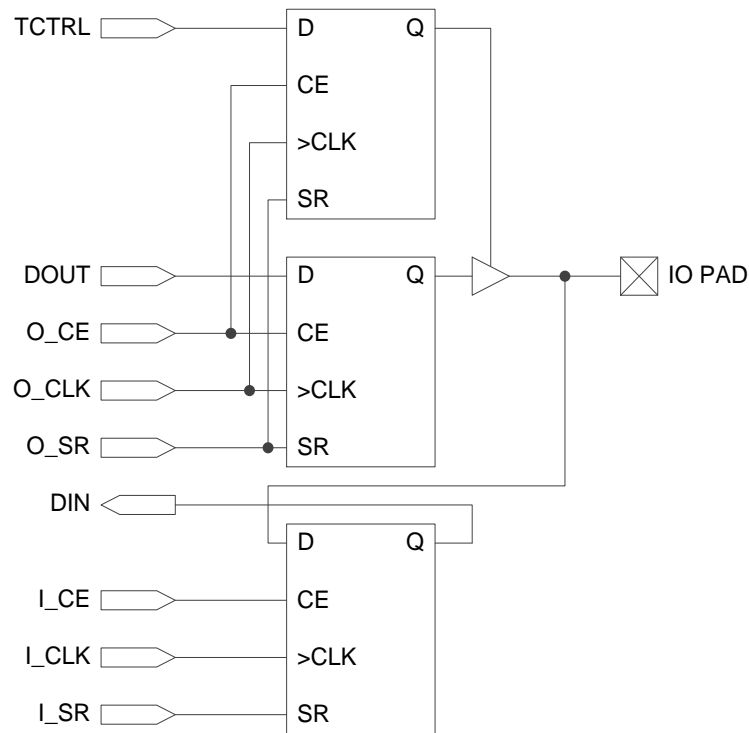 TCTRL D Q
CE
>CLK
SR
DOUT D Q IO PAD
O_CE CE
O_CLK >CLK
O_SR SR
DIN
D Q
I_CE CE
I_CLK >CLK
I_SR SR